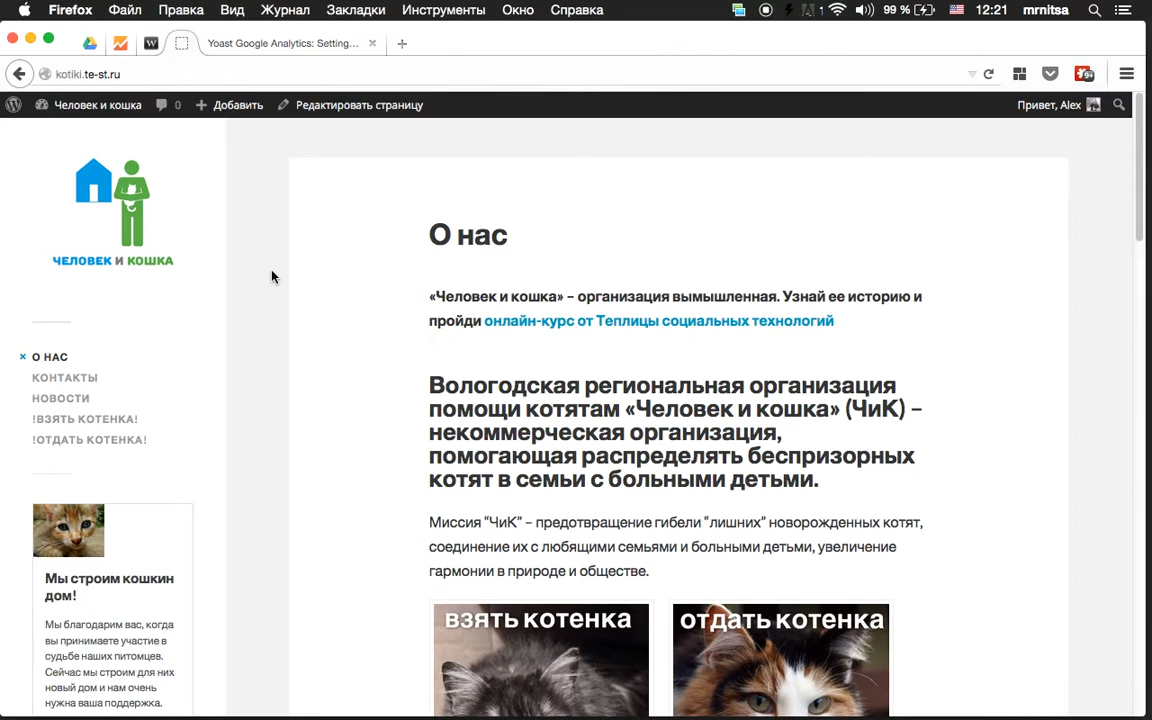 Firefox Файл Правка Вид Журнал Закладки Инструменты Окно Справка 1 99 % 12:21 mrnitsa
Yoast Google Analytics: Setting...
kotiki.te-st.ru 9+
Человек и кошка 0 Добавить Редактировать страницу Привет, Alex
ЧЕЛОВЕК И КОШКА
О НАС
КОНТАКТЫ
НОВОСТИ
!ВЗЯТЬ КОТЕНКА!
!ОТДАТЬ КОТЕНКА!
Мы строим кошкин
дом!
Мы благодарим вас, когда
вы принимаете участие в
судьбе наших питомцев.
Сейчас мы строим для них
новый дом и нам очень
нужна ваша поддержка.
О нас
«Человек и кошка» – организация вымышленная. Узнай ее историю и
пройди онлайн-курс от Теплицы социальных технологий
Вологодская региональная организация
помощи котятам «Человек и кошка» (ЧиК) –
некоммерческая организация,
помогающая распределять беспризорных
котят в семьи с больными детьми.
Миссия “ЧиК” – предотвращение гибели “лишних” новорожденных котят,
соединение их с любящими семьями и больными детьми, увеличение
гармонии в природе и обществе.
взять котенка
отдать котенка